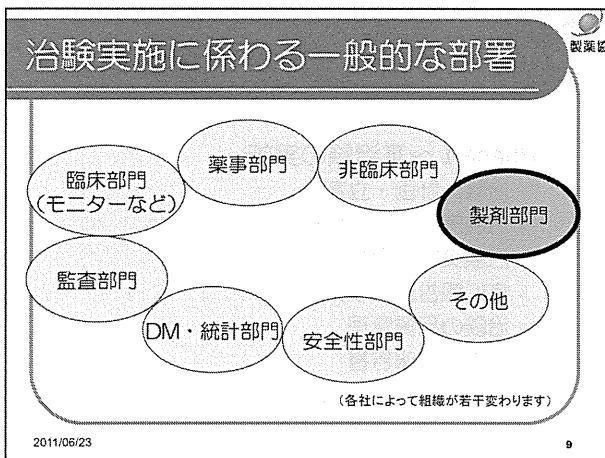 治験実施に係わる一般的な部署
製薬協
臨床部門
(モニターなど)
薬事部門
非臨床部門
製剤部門
監査部門
DM・統計部門
安全性部門
その他
(各社によって組織が若干変わります)
2011/06/23
9